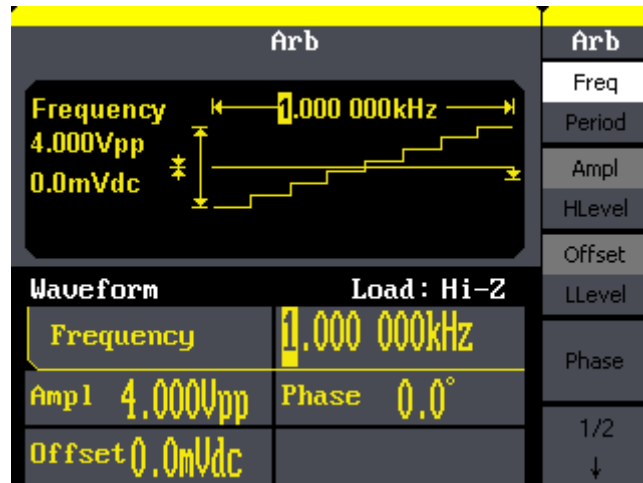 Arb
Arb
Frequency 1.000 000kHz
4.000Vpp
0.0mVdc
Waveform Load: Hi-Z
Frequency 1.000 000kHz
Ampl 4.000Vpp Phase 0.0°
Offset 0.0mVdc
Freq
Period
Ampl
HLevel
Offset
LLevel
Phase
1/2
↓